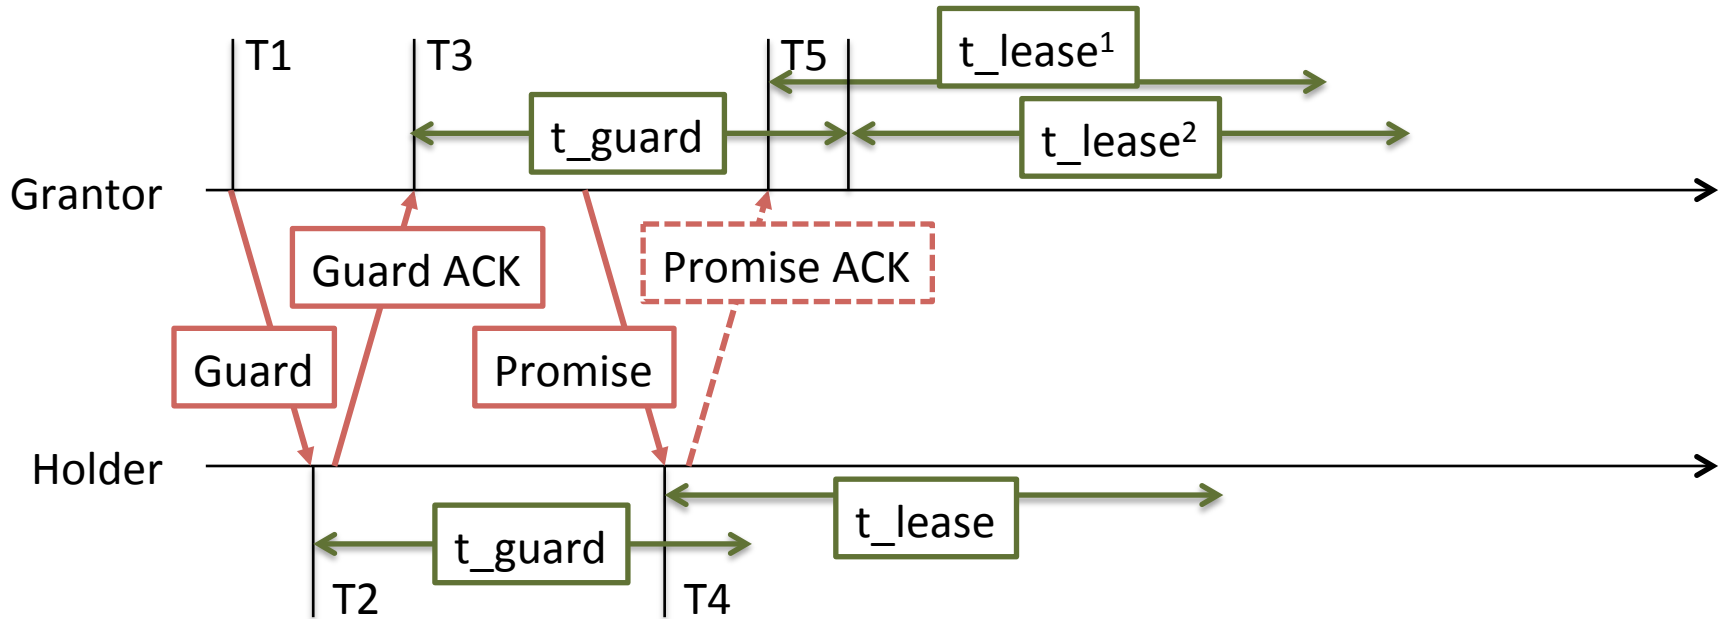 T1
T3
T5
t_lease¹
t_guard
t_lease²
Grantor
Guard ACK
Promise ACK
Guard
Promise
Holder
t_lease
t_guard
T2
T4